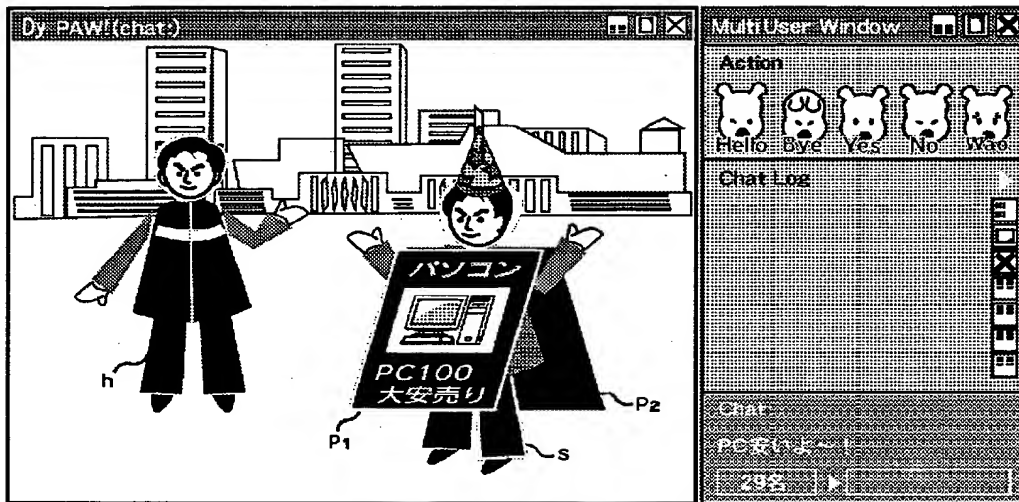 Dy PAW!(chat:)
MultiUser Window
Action
Hello Bye Yes No Wao
Chat Log
パソコン
PC100
大安売り
h
P1
P2
s
Chat:
PC安いよ~!
29名